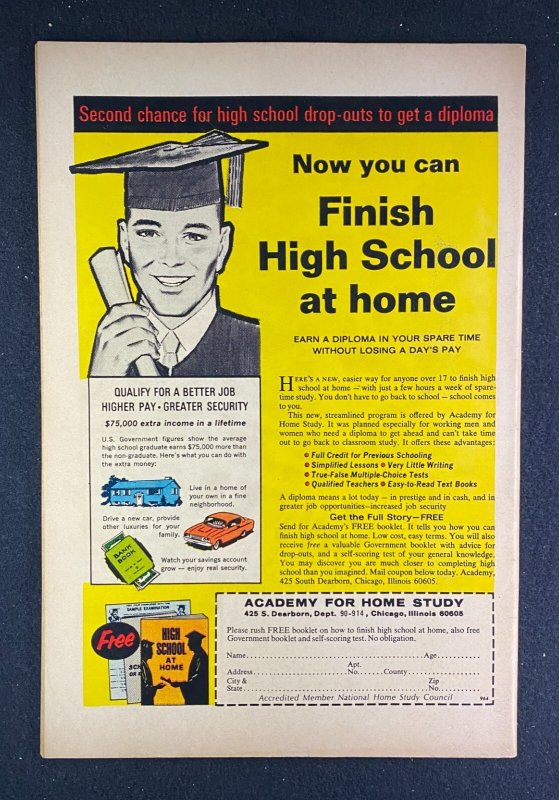 Second chance for high school drop-outs to get a diploma
Now you can
Finish
High School
at home
EARN A DIPLOMA IN YOUR SPARE TIME
WITHOUT LOSING A DAY'S PAY
HERE'S A NEW, easier way for anyone over 17 to finish high
school at home — with just a few hours a week of spare-
time study. You don't have to go back to school — school comes
to you.
This new, streamlined program is offered by Academy for
Home Study. It was planned especially for working men and
women who need a diploma to get ahead and can't take time
out to go back to classroom study. It offers these advantages:
• Full Credit for Previous Schooling
• Simplified Lessons • Very Little Writing
• True-False Multiple-Choice Tests
• Qualified Teachers • Easy-to-Read Text Books
A diploma means a lot today – in prestige and in cash, and in
greater job opportunities–increased job security
Get the Full Story—FREE
Send for Academy's FREE booklet. It tells you how you can
finish high school at home. Low cost, easy terms. You will also
receive free a valuable Government booklet with advice for
drop-outs, and a self-scoring test of your general knowledge.
You may discover you are much closer to completing high
school than you imagined. Mail coupon below today. Academy,
425 South Dearborn, Chicago, Illinois 60605.
QUALIFY FOR A BETTER JOB
HIGHER PAY • GREATER SECURITY
$75,000 extra income in a lifetime
U.S. Government figures show the average
high school graduate earns $75,000 more than
the non-graduate. Here's what you can do with
the extra money:
Live in a home of
your own in a fine
neighborhood.
Drive a new car, provide
other luxuries for your
family.
BANK
BOOK
Watch your savings account
grow — enjoy real security.
SAMPLE EXAMINATION
Free
HIGH
SCHOOL
AT
HOME
ACADEMY FOR HOME STUDY
425 S. Dearborn, Dept. 90-914, Chicago, Illinois 60605
Please rush FREE booklet on how to finish high school at home, also free
Government booklet and self-scoring test. No obligation.
Name Age
Apt.
Address No. County
City & Zip
State No.
Accredited Member National Home Study Council 964